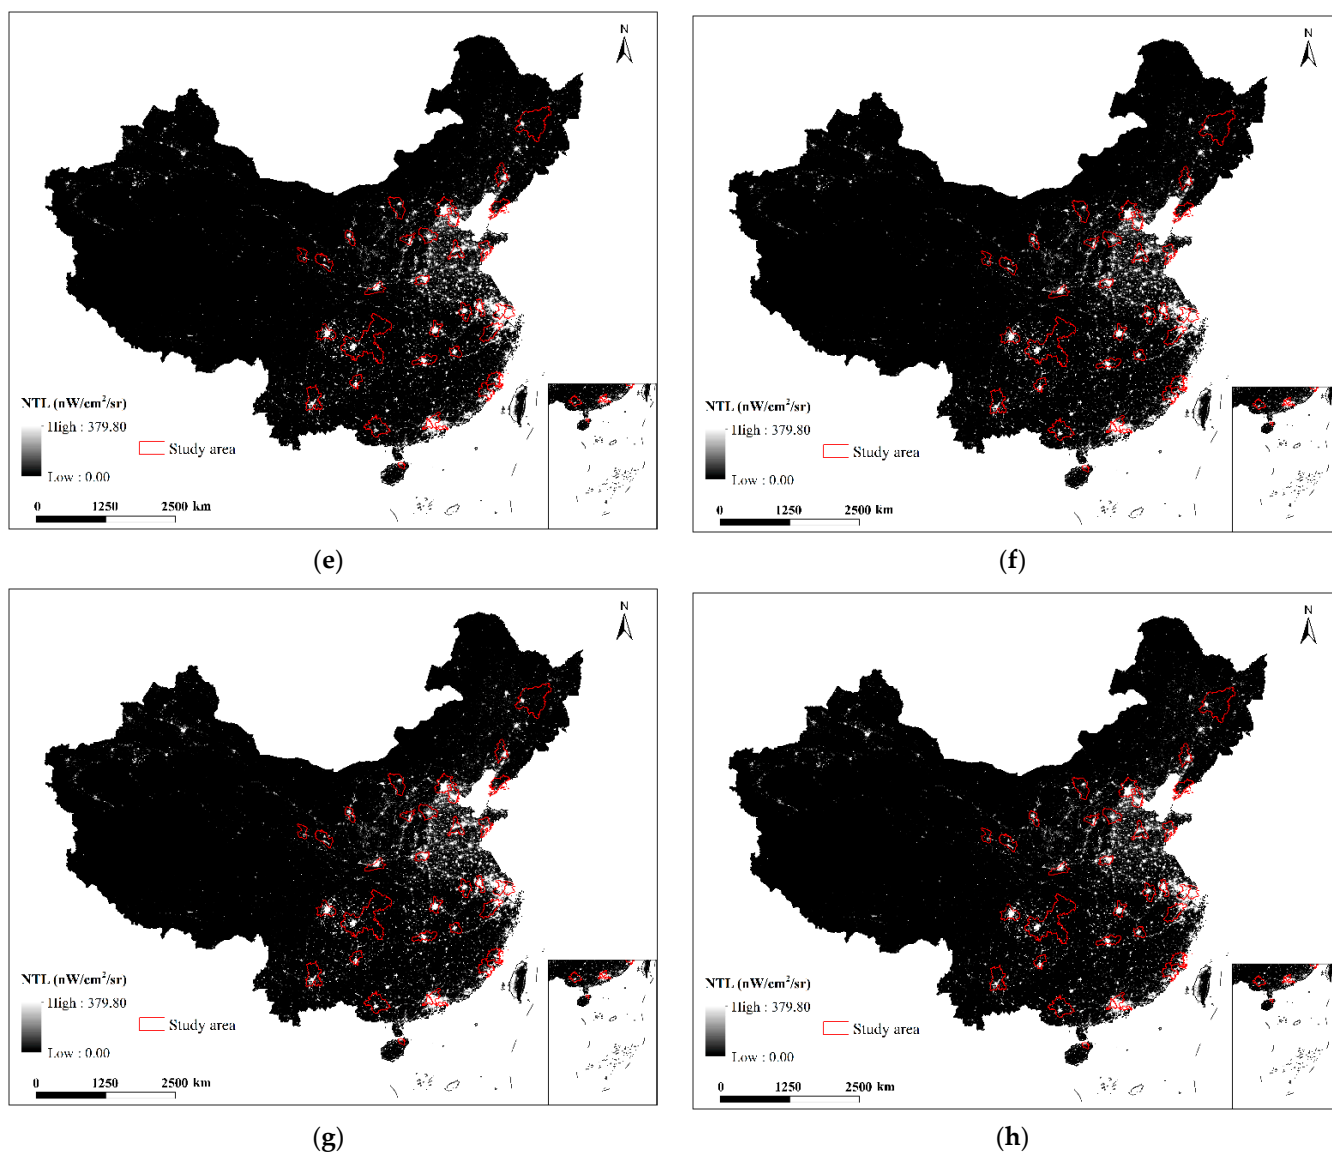 N
NTL (nW/cm²/sr)
High : 379.80
Low : 0.00
Study area
0 1250 2500 km
(e)
N
NTL (nW/cm²/sr)
High : 379.80
Low : 0.00
Study area
0 1250 2500 km
(f)
N
NTL (nW/cm²/sr)
High : 379.80
Low : 0.00
Study area
0 1250 2500 km
(g)
N
NTL (nW/cm²/sr)
High : 379.80
Low : 0.00
Study area
0 1250 2500 km
(h)